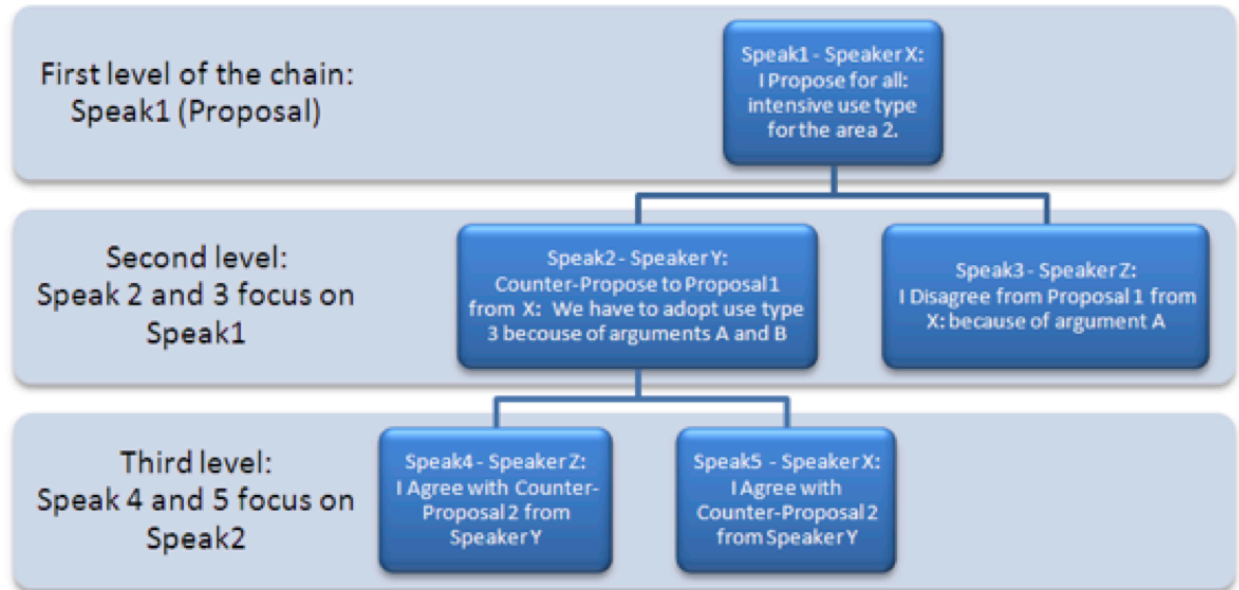 First level of the chain:
Speak1 (Proposal)
Speak1 - Speaker X:
I Propose for all:
intensive use type
for the area 2.
Second level:
Speak 2 and 3 focus on
Speak1
Speak2 - Speaker Y:
Counter-Propose to Proposal 1
from X: We have to adopt use type
3 becouse of arguments A and B
Speak3 - Speaker Z:
I Disagree from Proposal 1 from
X: because of argument A
Third level:
Speak 4 and 5 focus on
Speak2
Speak4 - Speaker Z:
I Agree with Counter-
Proposal 2 from
Speaker Y
Speak5 - Speaker X:
I Agree with
Counter-Proposal 2
from Speaker Y